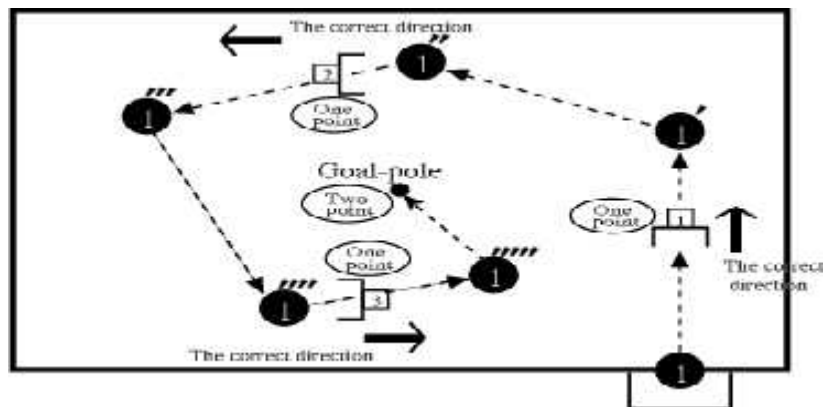 The correct direction
1''
2
1'''
One
point
1'
Goal-pole
Two
point
One
point
1
One
point
1'''''
The correct
direction
1''''
3
The correct direction
1